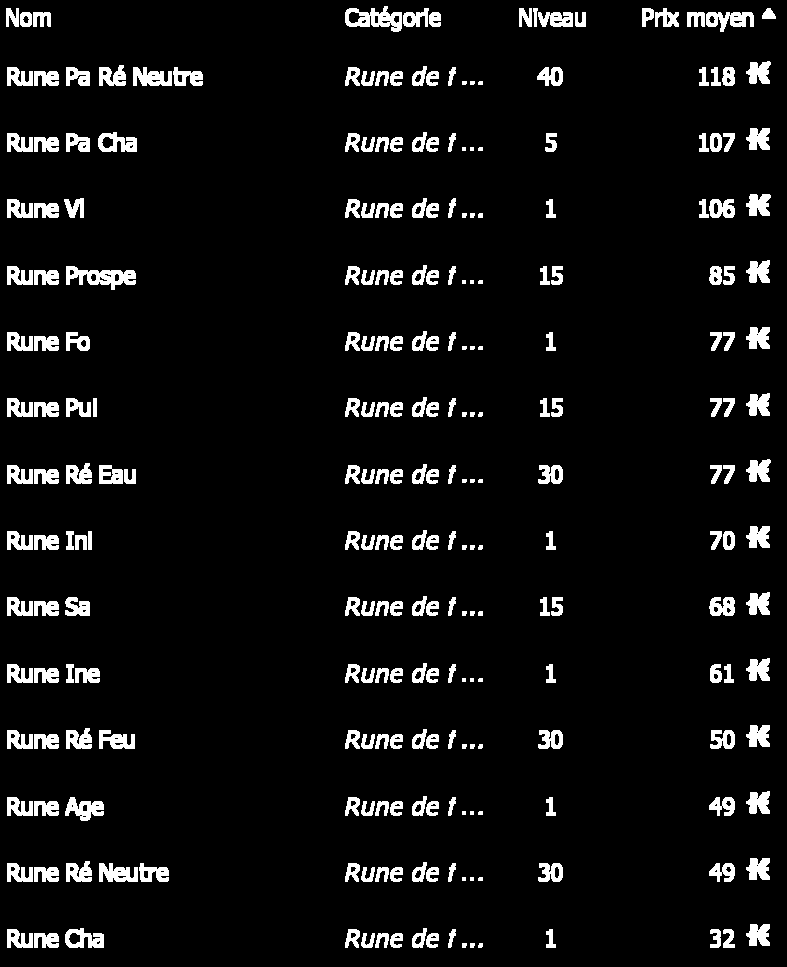 Nom Catégorie Niveau Prix moyen
Rune Pa Ré Neutre Rune de f ... 40 118
Rune Pa Cha Rune de f ... 5 107
Rune Vi Rune de f ... 1 106
Rune Prospe Rune de f ... 15 85
Rune Fo Rune de f ... 1 77
Rune Pui Rune de f ... 15 77
Rune Ré Eau Rune de f ... 30 77
Rune Ini Rune de f ... 1 70
Rune Sa Rune de f ... 15 68
Rune Ine Rune de f ... 1 61
Rune Ré Feu Rune de f ... 30 50
Rune Age Rune de f ... 1 49
Rune Ré Neutre Rune de f ... 30 49
Rune Cha Rune de f ... 1 32